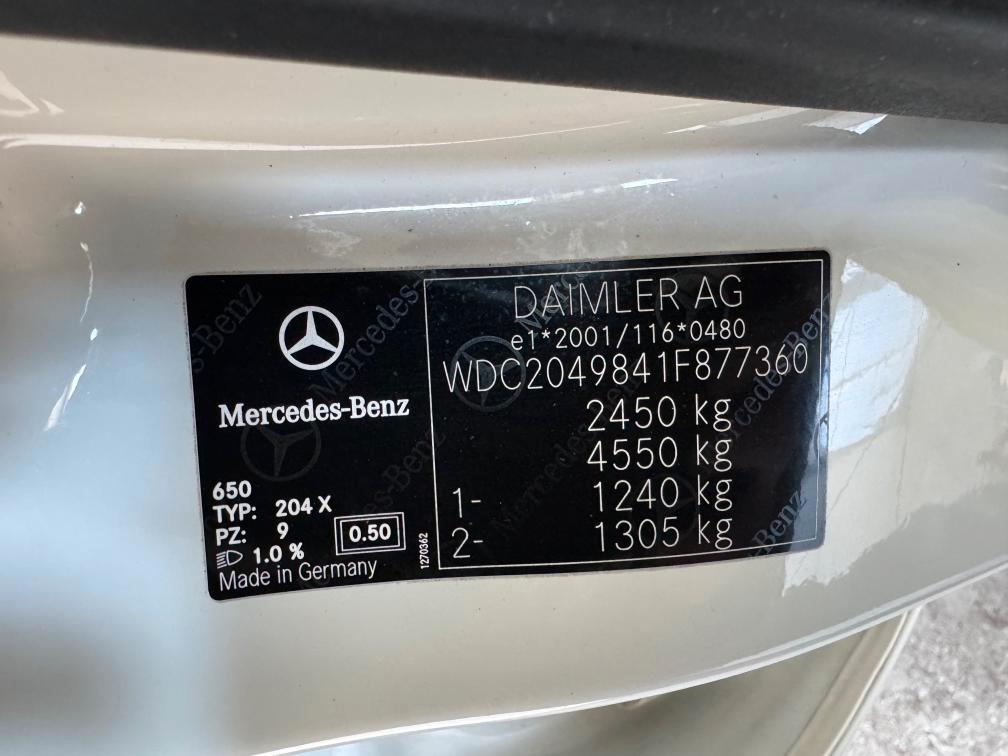 Mercedes-Benz
650
TYP: 204 X
PZ: 9
1.0 %
0.50
Made in Germany
1270362
DAIMLER AG
e1*2001/116*0480
WDC2049841F877360
2450 kg
4550 kg
1- 1240 kg
2- 1305 kg